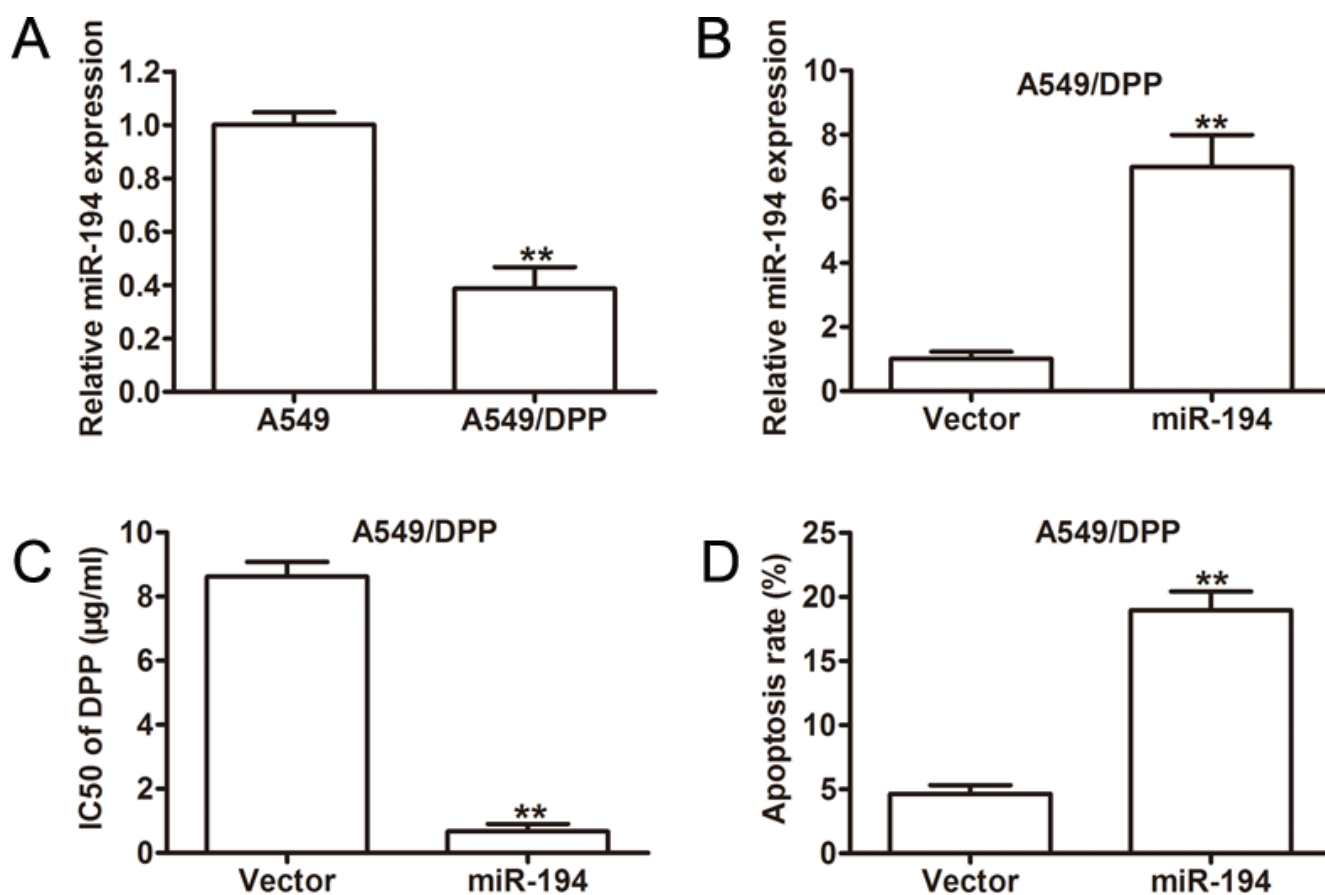 A
Relative miR-194 expression
1.2
1.0
0.8
0.6
0.4
0.2
0.0
**
A549
A549/DPP
B
Relative miR-194 expression
A549/DPP
10
8
6
4
2
0
**
Vector
miR-194
C
IC50 of DPP (µg/ml)
A549/DPP
10
8
6
4
2
0
**
Vector
miR-194
D
Apoptosis rate (%)
A549/DPP
25
20
15
10
5
0
**
Vector
miR-194